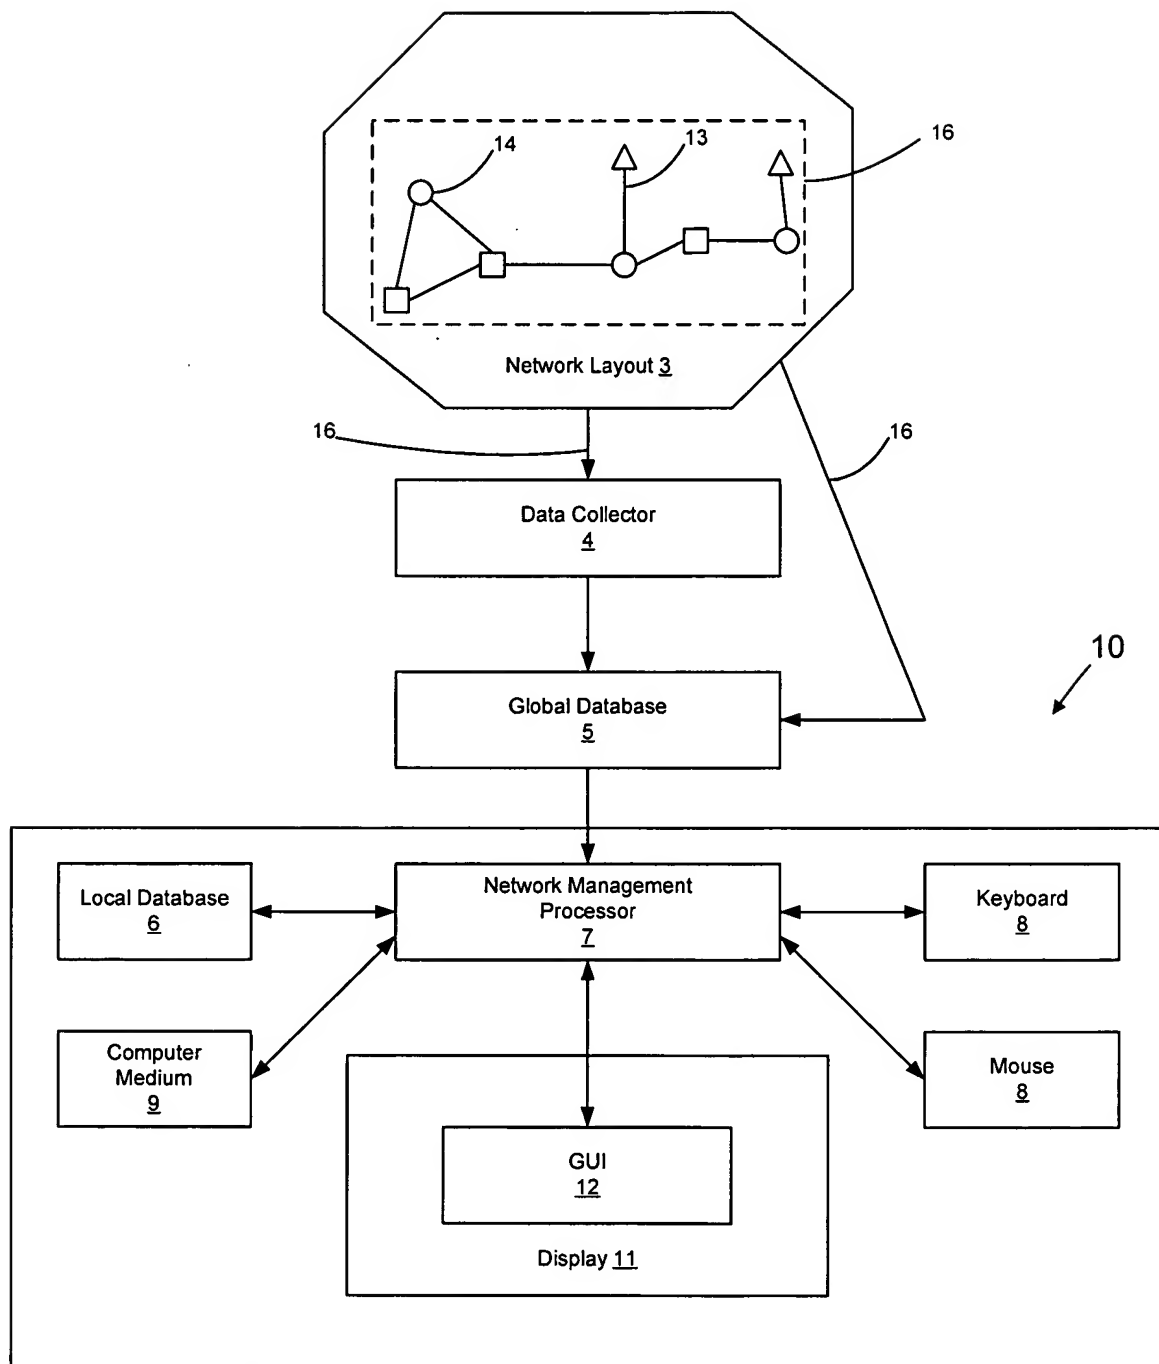 14
13
16
Network Layout 3
16
16
Data Collector
4
10
Global Database
5
Local Database
6
Network Management
Processor
7
Keyboard
8
Computer
Medium
9
Mouse
8
GUI
12
Display 11